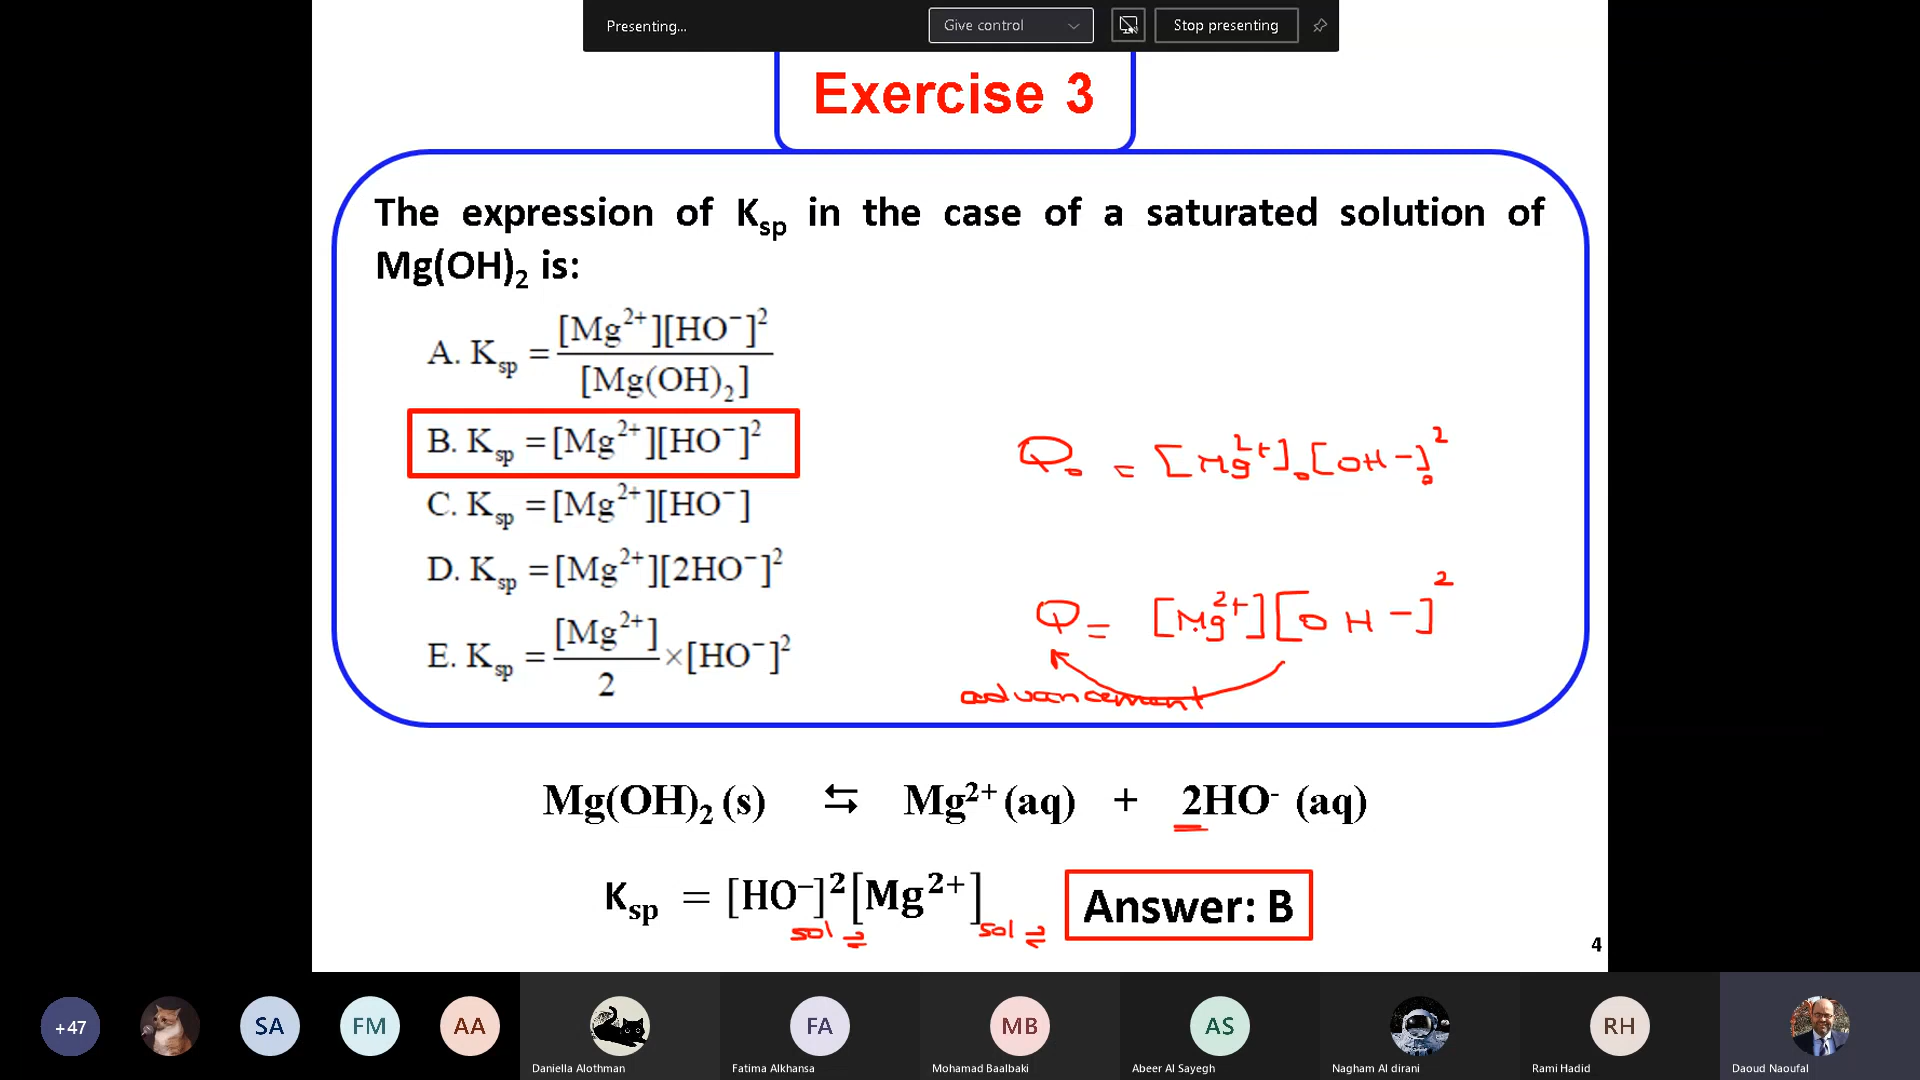 Presenting...
Give control
Stop presenting
Exercise 3
The expression of Kₛₚ in the case of a saturated solution of
Mg(OH)₂ is:
A. Kₛₚ = [Mg²⁺][HO⁻]² / [Mg(OH)₂]
B. Kₛₚ = [Mg²⁺][HO⁻]²
C. Kₛₚ = [Mg²⁺][HO⁻]
D. Kₛₚ = [Mg²⁺][2HO⁻]²
E. Kₛₚ = [Mg²⁺] / 2 × [HO⁻]²
Q₀ = [Mg²⁺]₀ [OH⁻]₀²
Q = [Mg²⁺][OH⁻]²
advancement
Mg(OH)₂ (s) ⇆ Mg²⁺ (aq) + 2HO⁻ (aq)
Kₛₚ = [HO⁻]²[Mg²⁺]
sol ⇌ sol ⇌
Answer: B
4
+47
SA
FM
AA
FA
MB
AS
RH
Daniella Alothman
Fatima Alkhansa
Mohamad Baalbaki
Abeer Al Sayegh
Nagham Al dirani
Rami Hadid
Daoud Naoufal